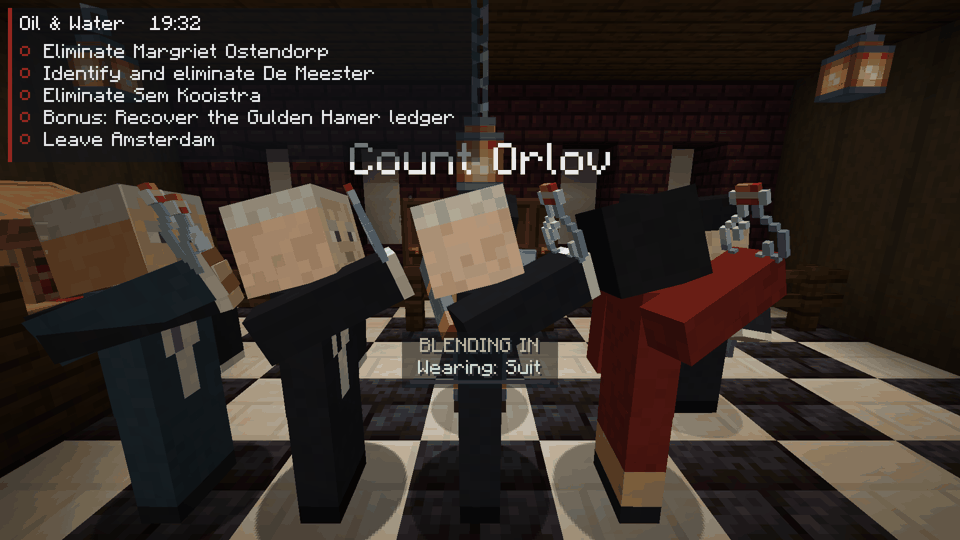 Oil & Water 19:32
Eliminate Margriet Ostendorp
Identify and eliminate De Meester
Eliminate Sem Kooistra
Bonus: Recover the Gulden Hamer ledger
Leave Amsterdam
Count Orlov
BLENDING IN
Wearing: Suit